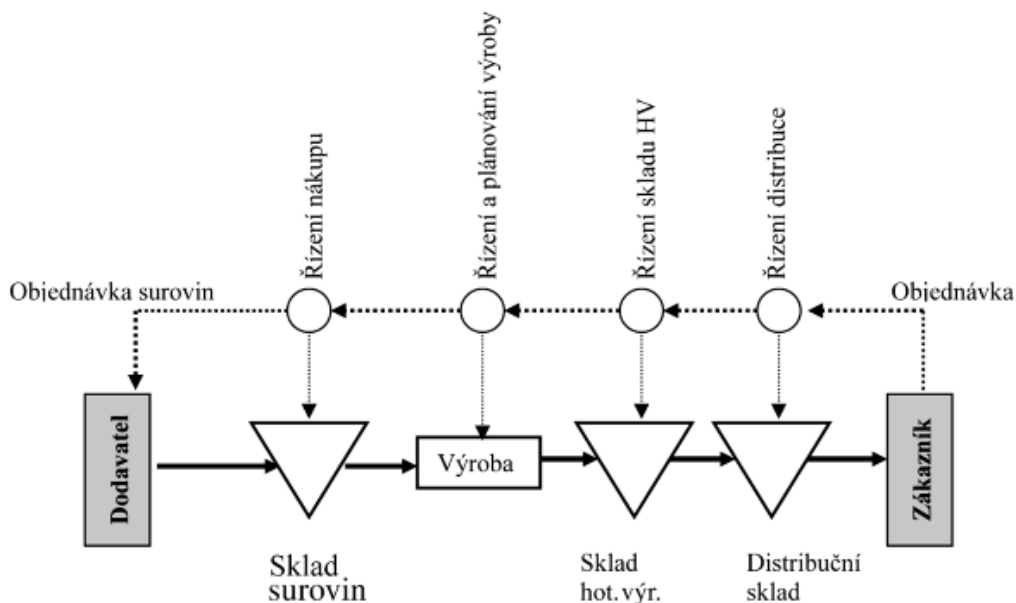 Řízení nákupu
Řízení a plánování výroby
Řízení skladu HV
Řízení distribuce
Objednávka surovin
Objednávka
Dodavatel
Výroba
Zákazník
Sklad
surovin
Sklad
hot. výr.
Distribuční
sklad